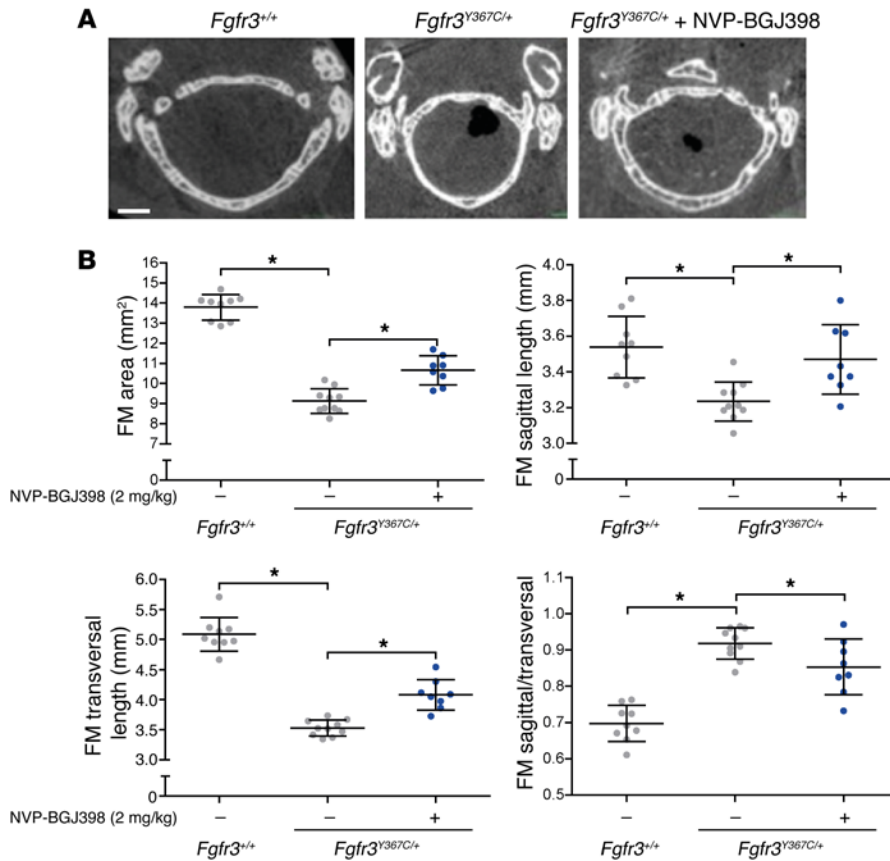 A
Fgfr3+/+
Fgfr3Y367C/+
Fgfr3Y367C/+ + NVP-BGJ398
B
FM area (mm2)
16
15
14
13
11
10
9
8
7
0
*
*
NVP-BGJ398 (2 mg/kg)
–
–
+
Fgfr3+/+
Fgfr3Y367C/+
FM sagittal length (mm)
4.0
3.8
3.6
3.4
3.2
3.0
0
*
*
–
–
+
Fgfr3+/+
Fgfr3Y367C/+
FM transversal
length (mm)
6.0
5.5
5.0
4.5
4.0
3.5
3.0
0
*
*
NVP-BGJ398 (2 mg/kg)
–
–
+
Fgfr3+/+
Fgfr3Y367C/+
FM sagittal/transversal
1.1
1.0
0.9
0.8
0.7
0.6
0.5
*
*
–
–
+
Fgfr3+/+
Fgfr3Y367C/+